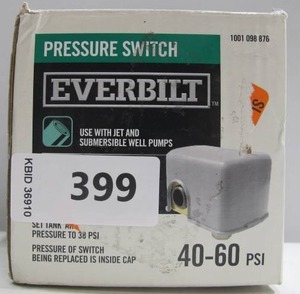 PRESSURE SWITCH
1001 098 876
EVERBILT
USE WITH JET AND
SUBMERSIBLE WELL PUMPS
KBID 36910
399
SET TANK AIR
PRESSURE TO 38 PSI
PRESSURE OF SWITCH
BEING REPLACED IS INSIDE CAP
40-60 PSI